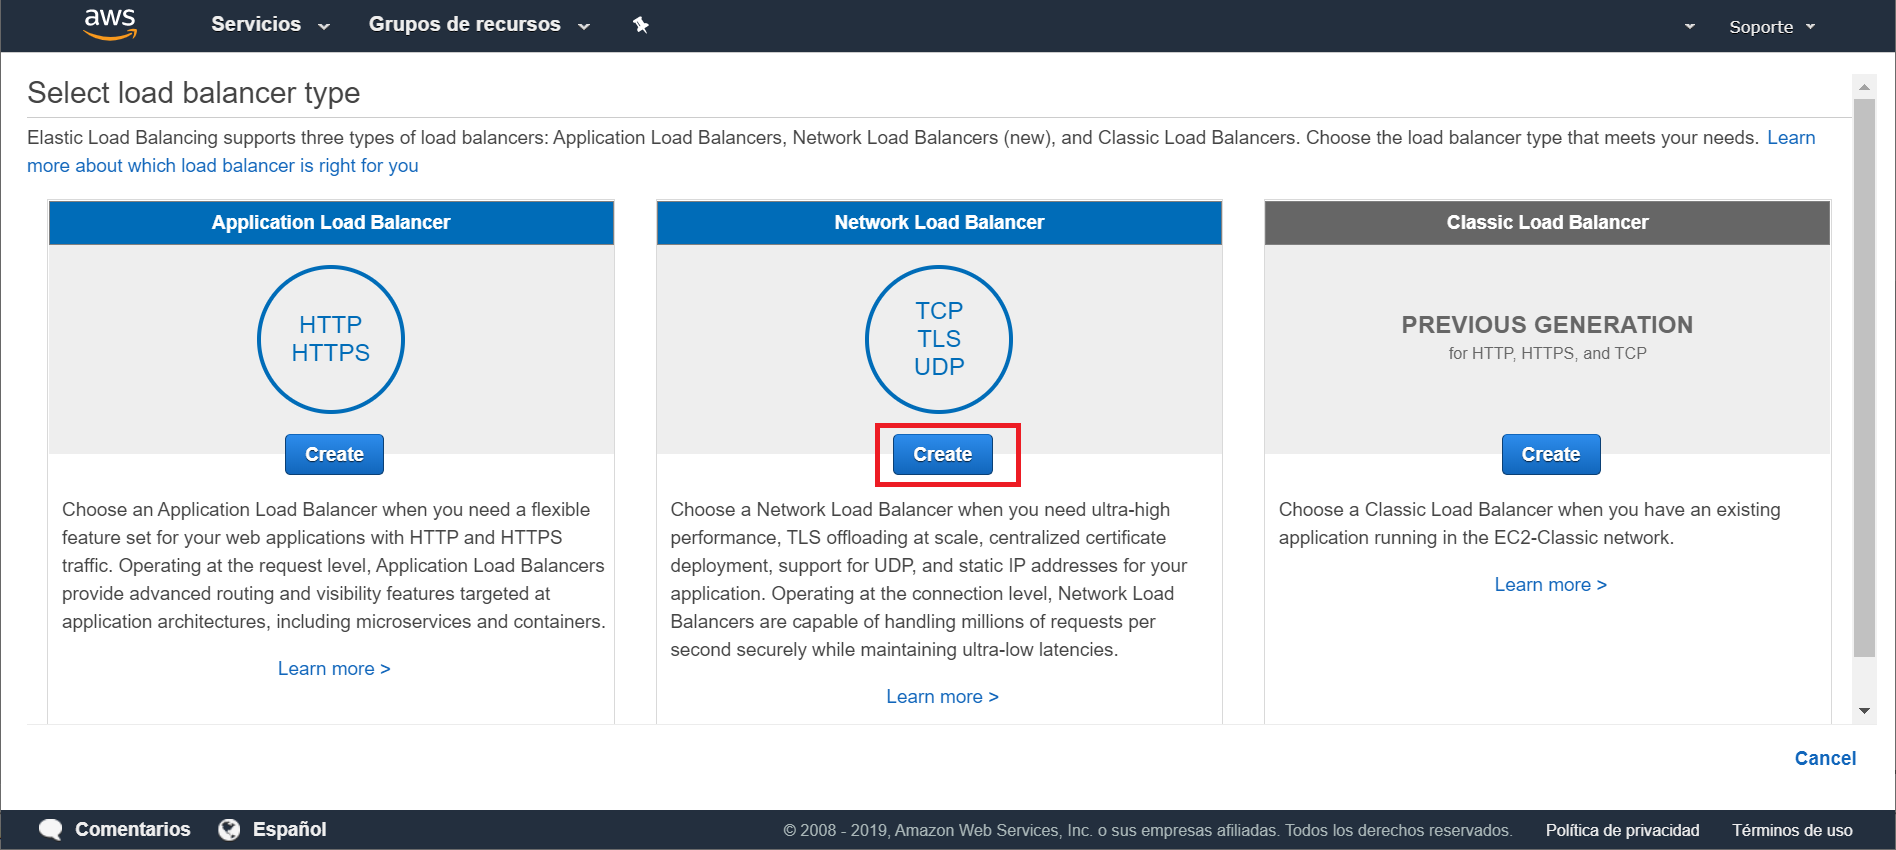 aws Servicios Grupos de recursos Soporte
Select load balancer type
Elastic Load Balancing supports three types of load balancers: Application Load Balancers, Network Load Balancers (new), and Classic Load Balancers. Choose the load balancer type that meets your needs. Learn
more about which load balancer is right for you
Application Load Balancer
HTTP
HTTPS
Create
Choose an Application Load Balancer when you need a flexible
feature set for your web applications with HTTP and HTTPS
traffic. Operating at the request level, Application Load Balancers
provide advanced routing and visibility features targeted at
application architectures, including microservices and containers.
Learn more >
Network Load Balancer
TCP
TLS
UDP
Create
Choose a Network Load Balancer when you need ultra-high
performance, TLS offloading at scale, centralized certificate
deployment, support for UDP, and static IP addresses for your
application. Operating at the connection level, Network Load
Balancers are capable of handling millions of requests per
second securely while maintaining ultra-low latencies.
Learn more >
Classic Load Balancer
PREVIOUS GENERATION
for HTTP, HTTPS, and TCP
Create
Choose a Classic Load Balancer when you have an existing
application running in the EC2-Classic network.
Learn more >
Cancel
Comentarios Español © 2008 - 2019, Amazon Web Services, Inc. o sus empresas afiliadas. Todos los derechos reservados. Política de privacidad Términos de uso